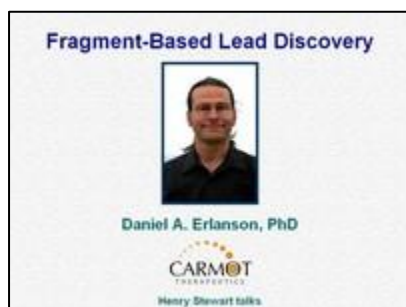 Fragment-Based Lead Discovery
Daniel A. Erlanson, PhD
CARMOT
THERAPEUTICS
Henry Stewart talks